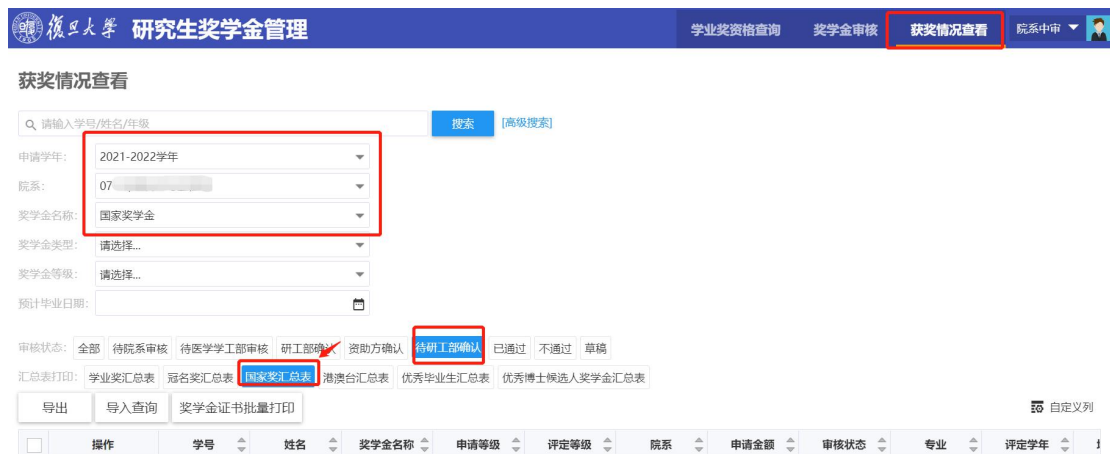 復旦大學 研究生奖学金管理 学业奖资格查询 奖学金审核 获奖情况查看 院系中审
获奖情况查看
请输入学号/姓名/年级 搜索 [高级搜索]
申请学年: 2021-2022学年
院系: 07
奖学金名称: 国家奖学金
奖学金类型: 请选择...
奖学金等级: 请选择...
预计毕业日期:
审核状态: 全部 待院系审核 待医学学工部审核 研工部确认 资助方确认 待研工部确认 已通过 不通过 草稿
汇总表打印: 学业奖汇总表 冠名奖汇总表 国家奖汇总表 港澳台汇总表 优秀毕业生汇总表 优秀博士候选人奖学金汇总表
导出 导入查询 奖学金证书批量打印 自定义列
操作 学号 姓名 奖学金名称 申请等级 评定等级 院系 申请金额 审核状态 专业 评定学年